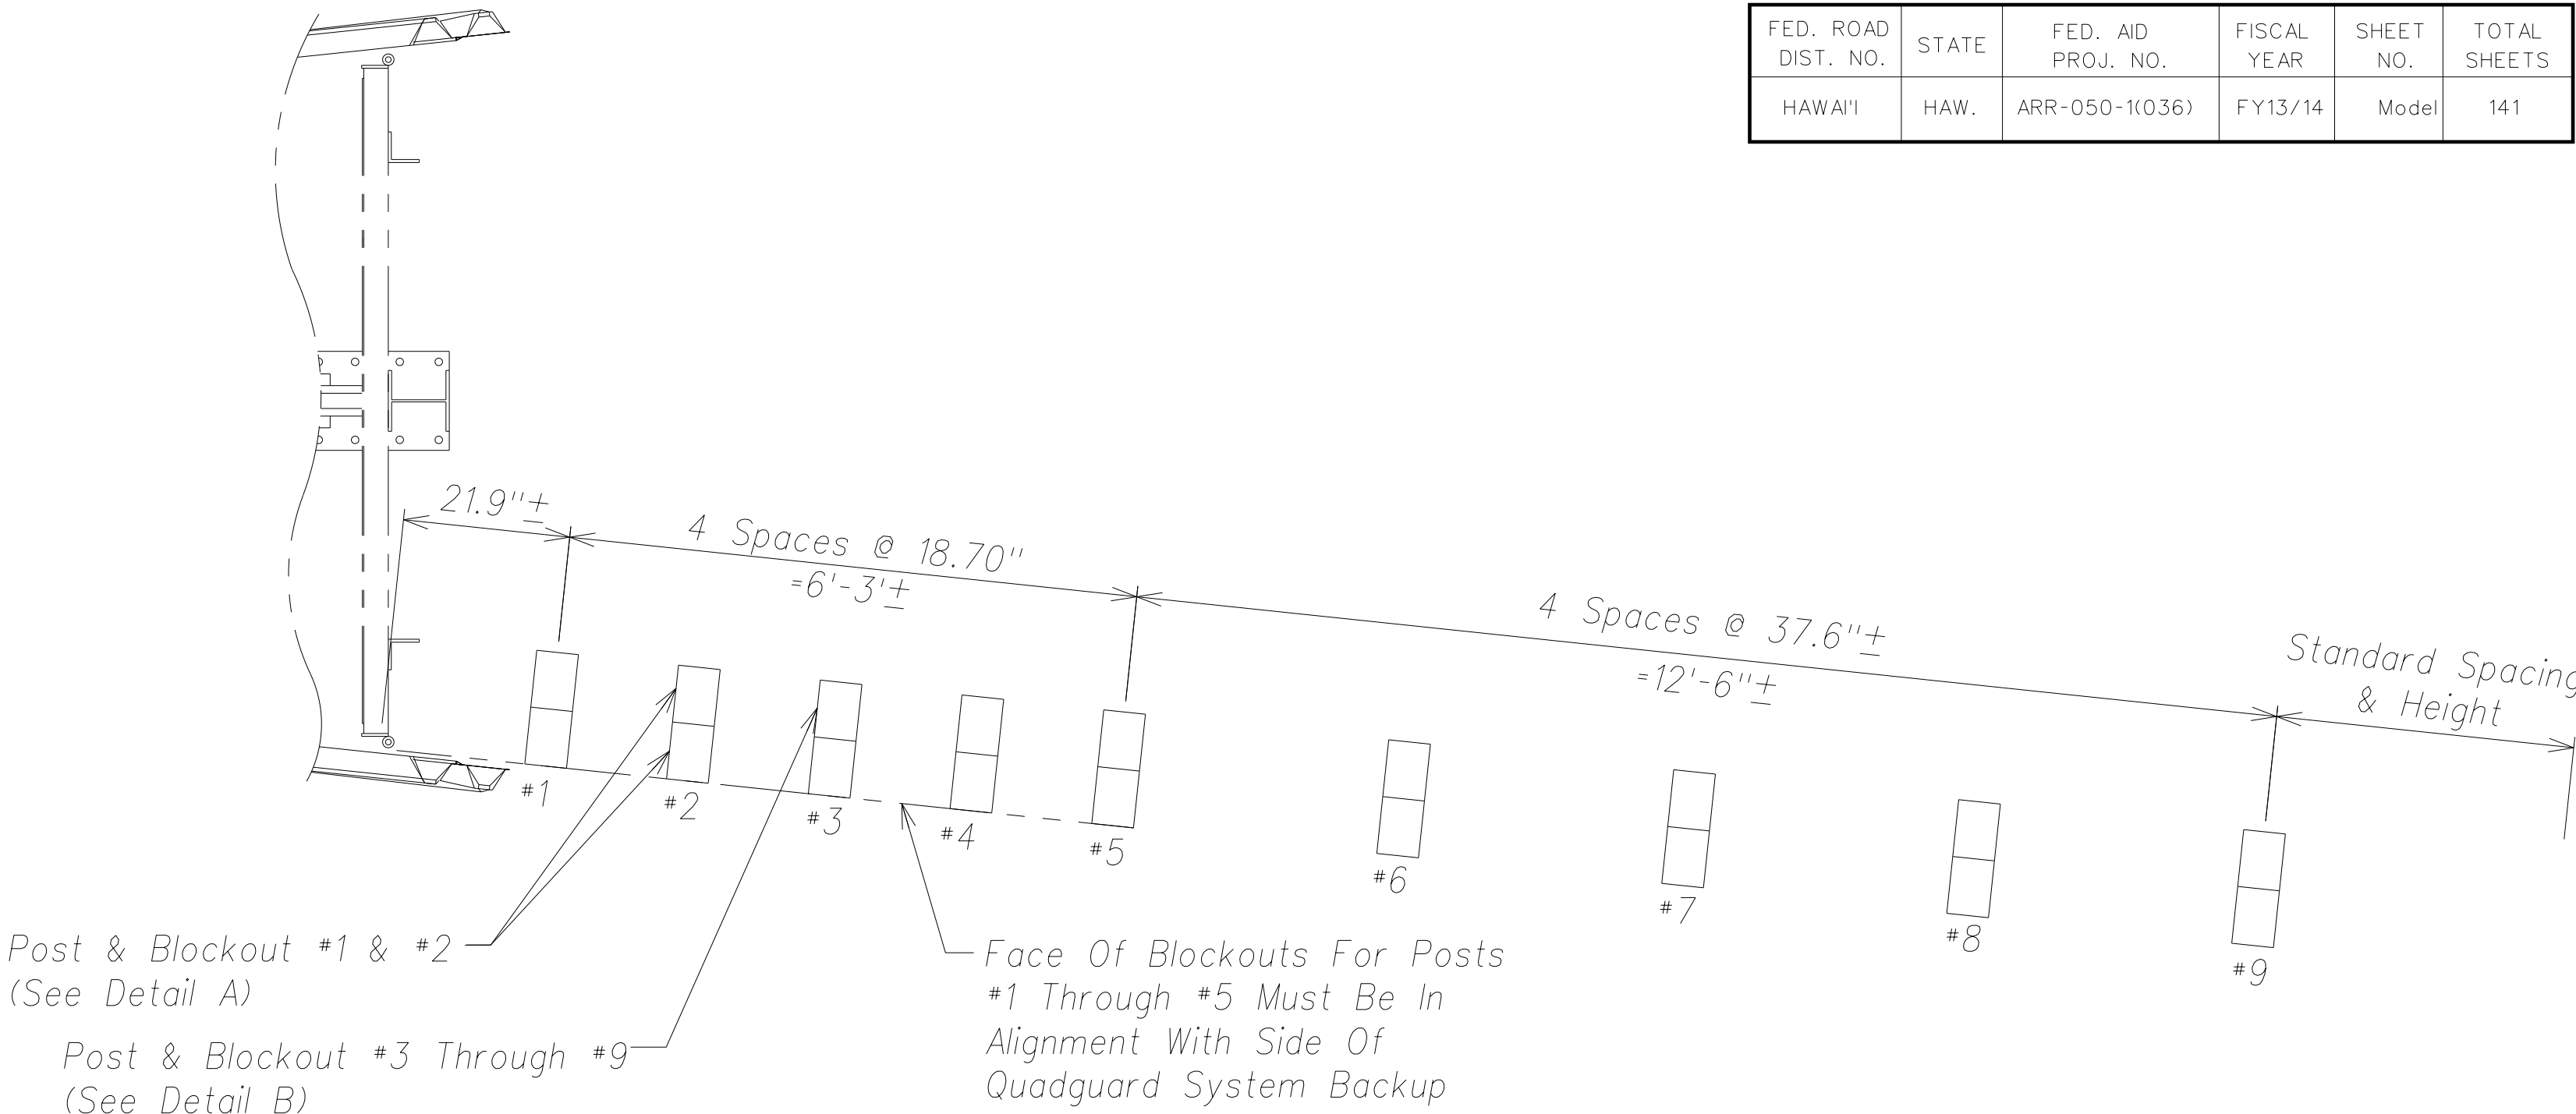 FED. ROAD DIST. NO.
STATE
FED. AID PROJ. NO.
FISCAL YEAR
SHEET NO.
TOTAL SHEETS
HAWAI'I
HAW.
ARR-050-1(036)
FY13/14
Model
141
21.9"±
4 Spaces @ 18.70"
=6'-3'±
4 Spaces @ 37.6"±
=12'-6"±
Standard Spacing
& Height
#1
#2
#3
#4
#5
#6
#7
#8
#9
Post & Blockout #1 & #2
(See Detail A)
Post & Blockout #3 Through #9
(See Detail B)
Face Of Blockouts For Posts
#1 Through #5 Must Be In
Alignment With Side Of
Quadguard System Backup